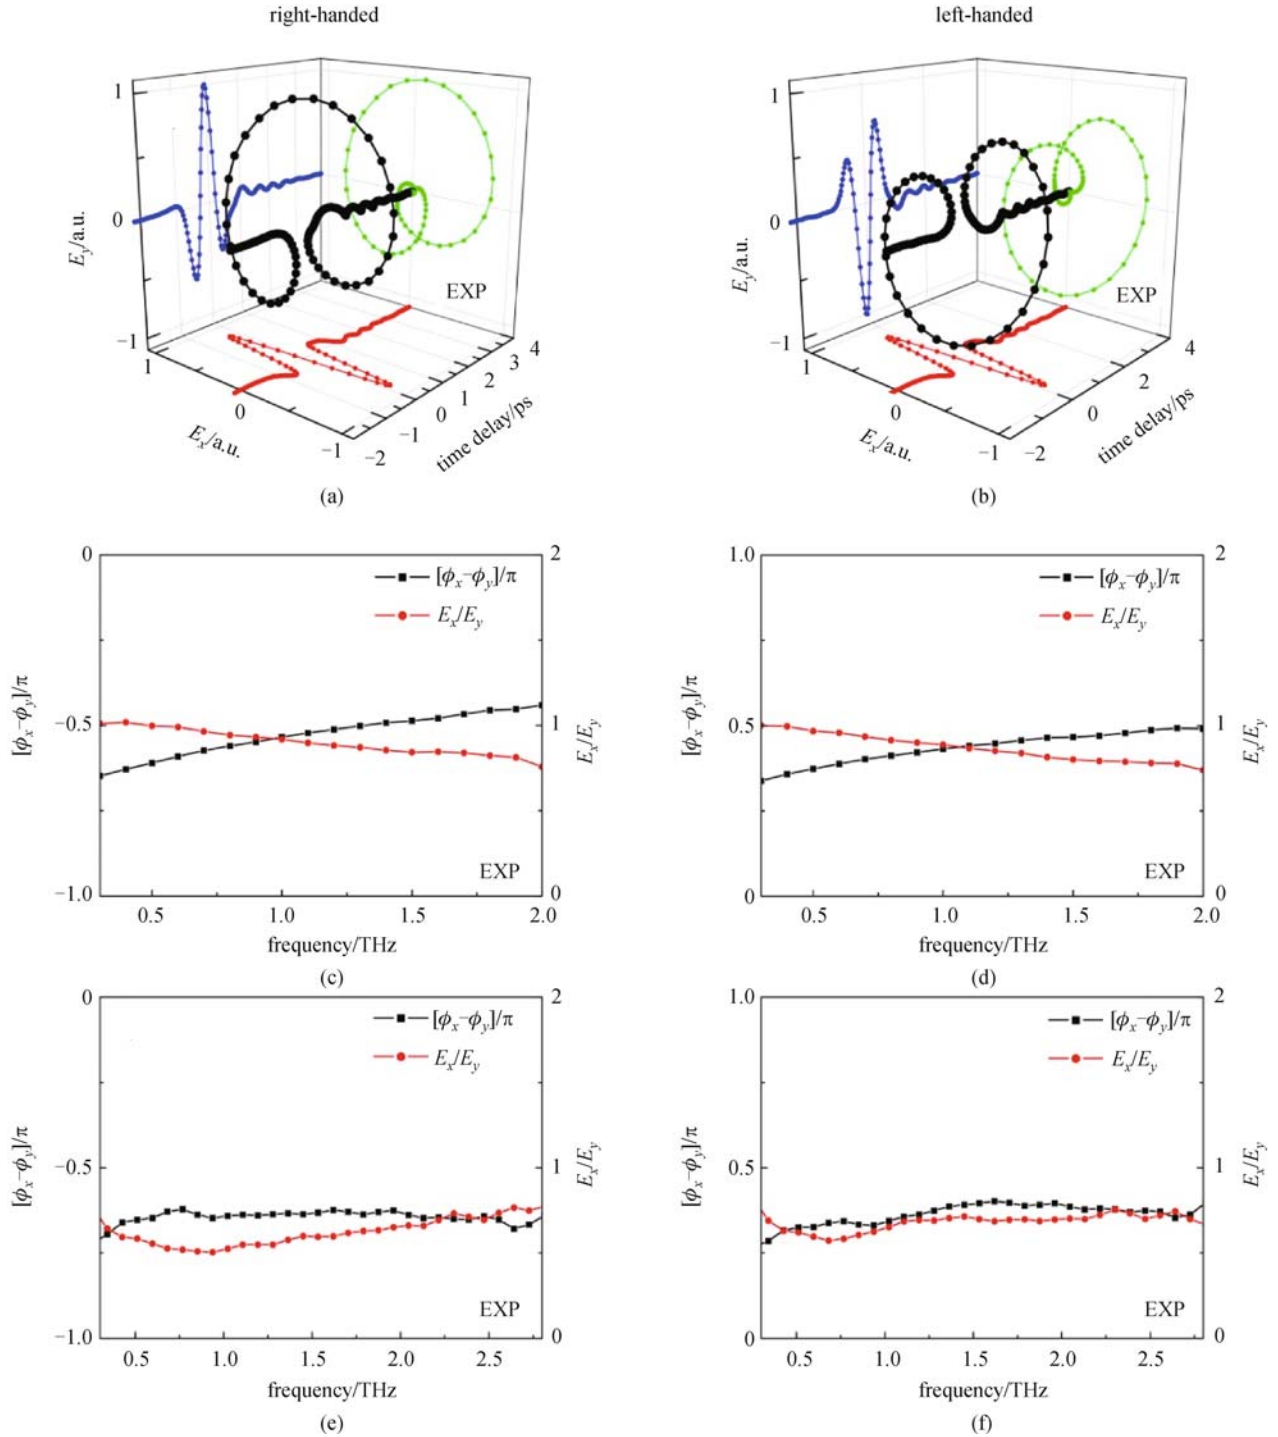 right-handed
left-handed
1
0
−1
E_y/a.u.
EXP
1
0
−1
E_x/a.u.
−2
−1
0
1
2
3
4
time delay/ps
(a)
1
0
−1
E_y/a.u.
EXP
1
0
−1
E_x/a.u.
−2
0
2
4
time delay/ps
(b)
0
−0.5
−1.0
[ϕ_x−ϕ_y]/π
[ϕ_x−ϕ_y]/π
E_x/E_y
EXP
2
1
0
E_x/E_y
0.5 1.0 1.5 2.0
frequency/THz
(c)
1.0
0.5
0
[ϕ_x−ϕ_y]/π
[ϕ_x−ϕ_y]/π
E_x/E_y
EXP
2
1
0
E_x/E_y
0.5 1.0 1.5 2.0
frequency/THz
(d)
0
−0.5
−1.0
[ϕ_x−ϕ_y]/π
[ϕ_x−ϕ_y]/π
E_x/E_y
EXP
2
1
0
E_x/E_y
0.5 1.0 1.5 2.0 2.5
frequency/THz
(e)
1.0
0.5
0
[ϕ_x−ϕ_y]/π
[ϕ_x−ϕ_y]/π
E_x/E_y
EXP
2
1
0
E_x/E_y
0.5 1.0 1.5 2.0 2.5
frequency/THz
(f)